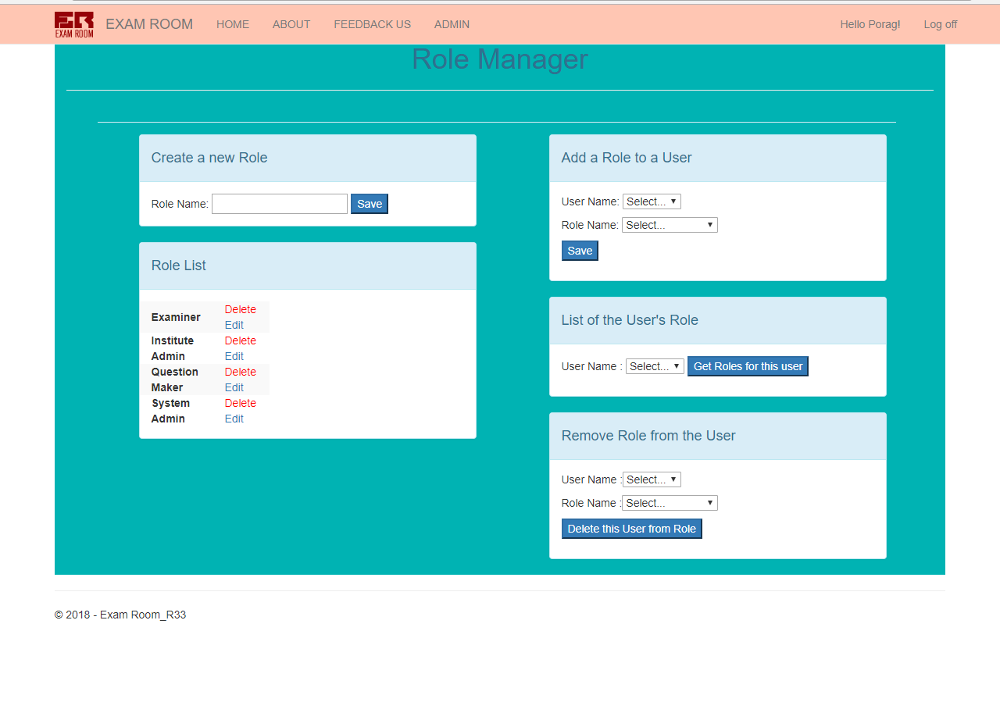 EXAM ROOM
EXAM ROOM HOME ABOUT FEEDBACK US ADMIN Hello Porag! Log off
Role Manager
Create a new Role
Role Name: Save
Role List
Examiner Delete
Edit
Institute Delete
Admin Edit
Question Delete
Maker Edit
System Delete
Admin Edit
Add a Role to a User
User Name: Select...
Role Name: Select...
Save
List of the User's Role
User Name : Select... Get Roles for this user
Remove Role from the User
User Name : Select...
Role Name : Select...
Delete this User from Role
© 2018 - Exam Room_R33